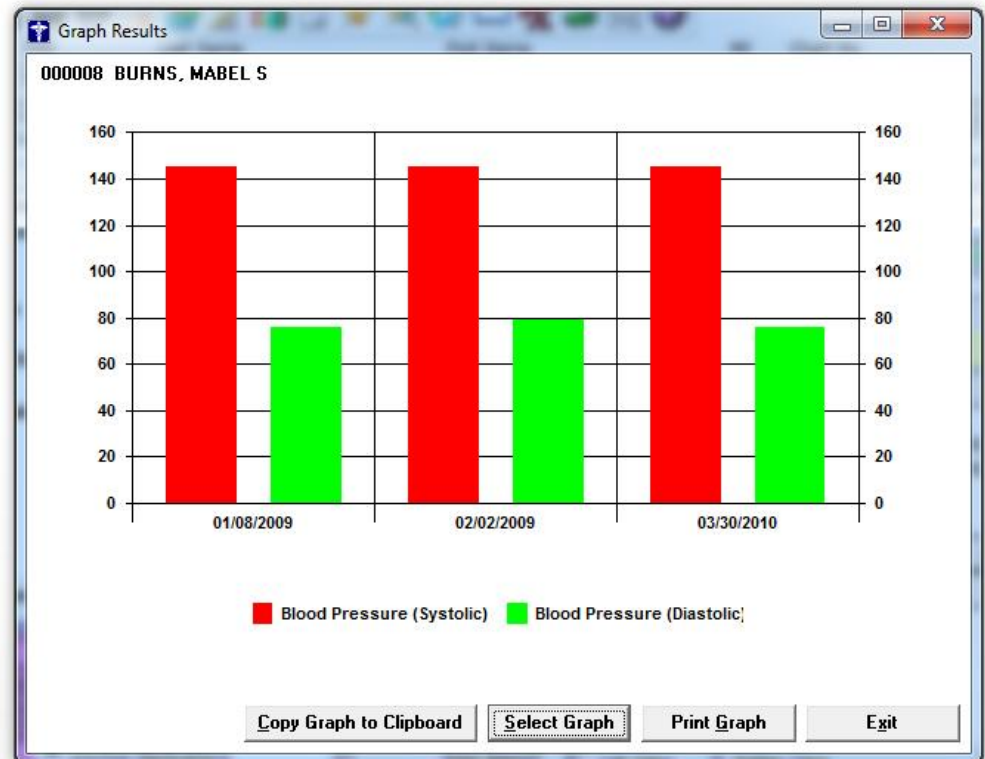 Graph Results
000008 BURNS, MABEL S
160 160
140 140
120 120
100 100
80 80
60 60
40 40
20 20
0 0
01/08/2009 02/02/2009 03/30/2010
Blood Pressure (Systolic) Blood Pressure (Diastolic)
Copy Graph to Clipboard Select Graph Print Graph Exit